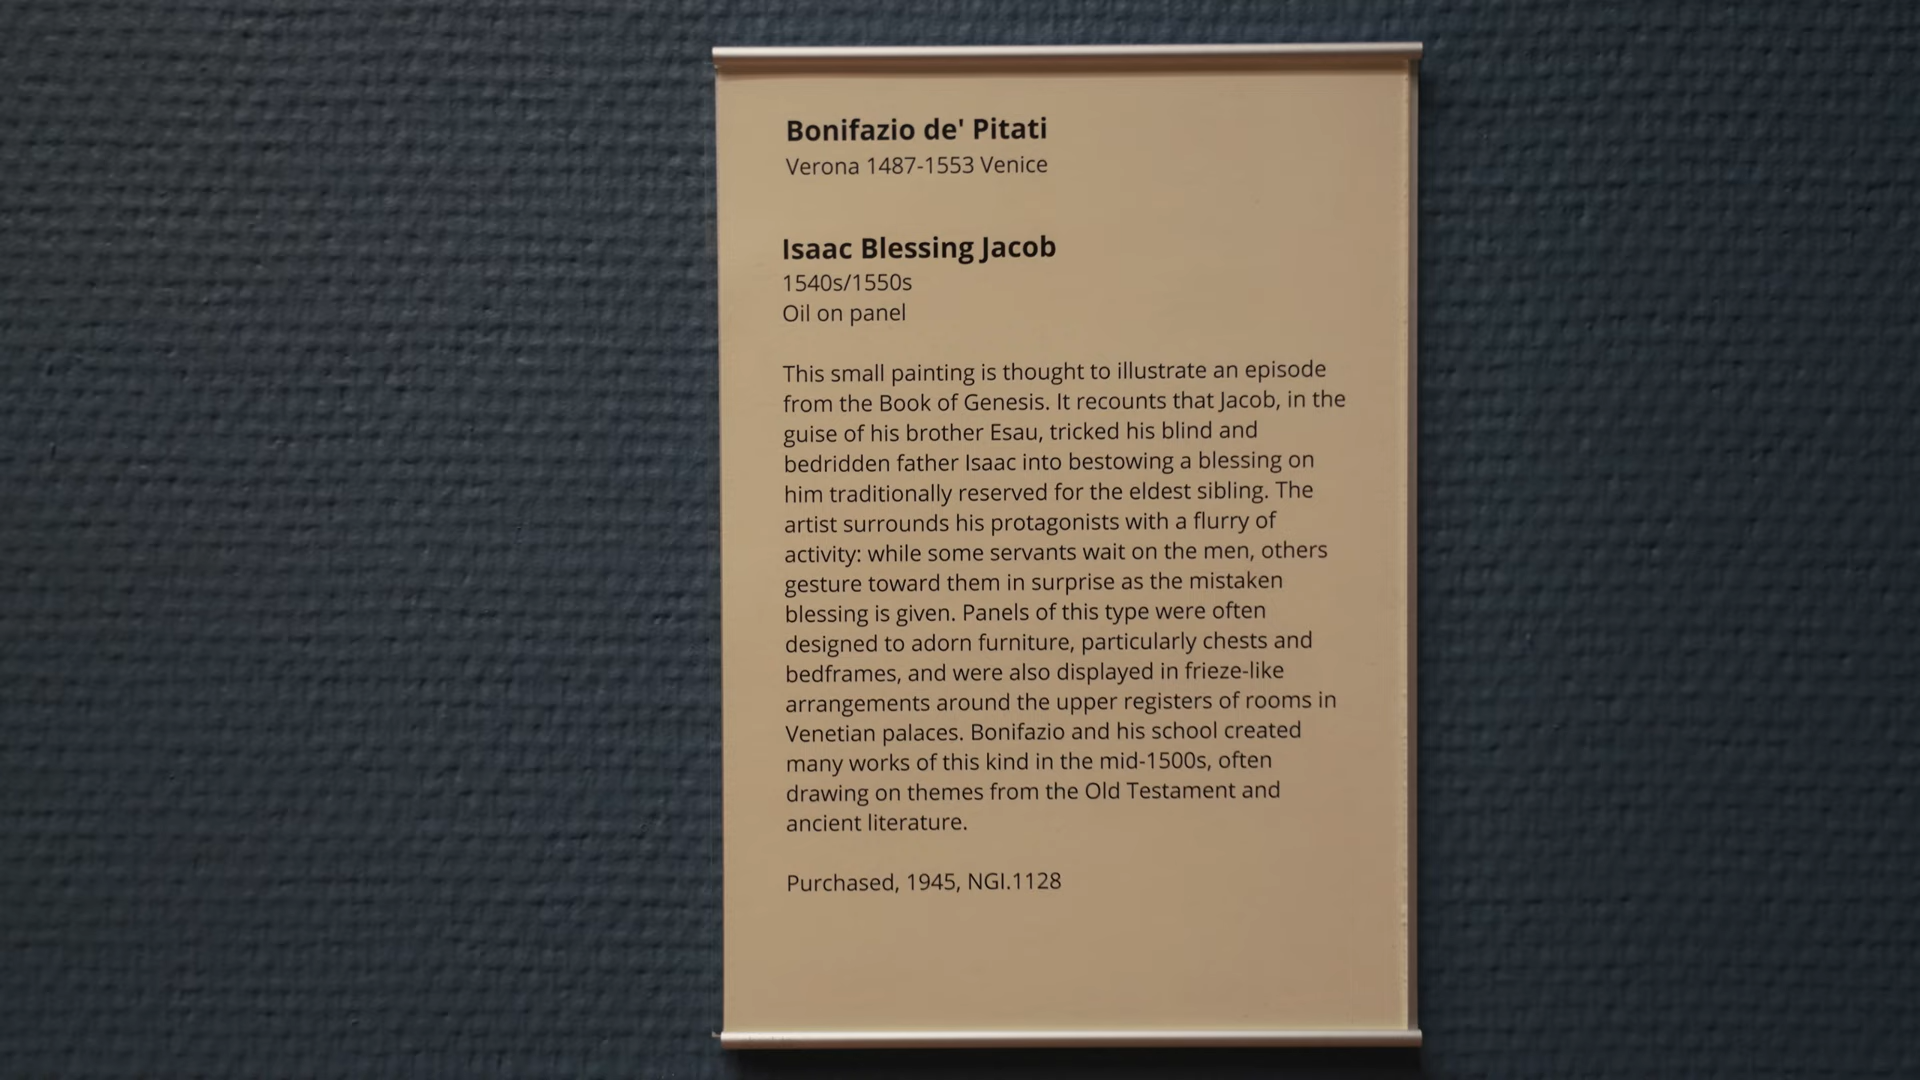 Bonifazio de' Pitati
Verona 1487-1553 Venice
Isaac Blessing Jacob
1540s/1550s
Oil on panel
This small painting is thought to illustrate an episode
from the Book of Genesis. It recounts that Jacob, in the
guise of his brother Esau, tricked his blind and
bedridden father Isaac into bestowing a blessing on
him traditionally reserved for the eldest sibling. The
artist surrounds his protagonists with a flurry of
activity: while some servants wait on the men, others
gesture toward them in surprise as the mistaken
blessing is given. Panels of this type were often
designed to adorn furniture, particularly chests and
bedframes, and were also displayed in frieze-like
arrangements around the upper registers of rooms in
Venetian palaces. Bonifazio and his school created
many works of this kind in the mid-1500s, often
drawing on themes from the Old Testament and
ancient literature.
Purchased, 1945, NGI.1128